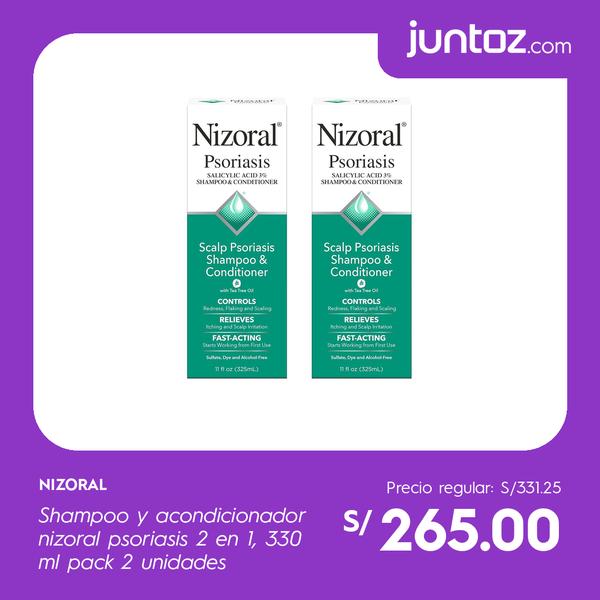 juntoz.com
Nizoral®
Psoriasis
SALICYLIC ACID 3%
SHAMPOO & CONDITIONER
Scalp Psoriasis
Shampoo &
Conditioner
with Tea Tree Oil
CONTROLS
Redness, Flaking and Scaling
RELIEVES
Itching and Scalp Irritation
FAST-ACTING
Starts Working from First Use
Sulfate, Dye and Alcohol Free
11 fl oz (325mL)
Nizoral®
Psoriasis
SALICYLIC ACID 3%
SHAMPOO & CONDITIONER
Scalp Psoriasis
Shampoo &
Conditioner
with Tea Tree Oil
CONTROLS
Redness, Flaking and Scaling
RELIEVES
Itching and Scalp Irritation
FAST-ACTING
Starts Working from First Use
Sulfate, Dye and Alcohol Free
11 fl oz (325mL)
NIZORAL
Shampoo y acondicionador
nizoral psoriasis 2 en 1, 330
ml pack 2 unidades
Precio regular: S/331.25
S/ 265.00